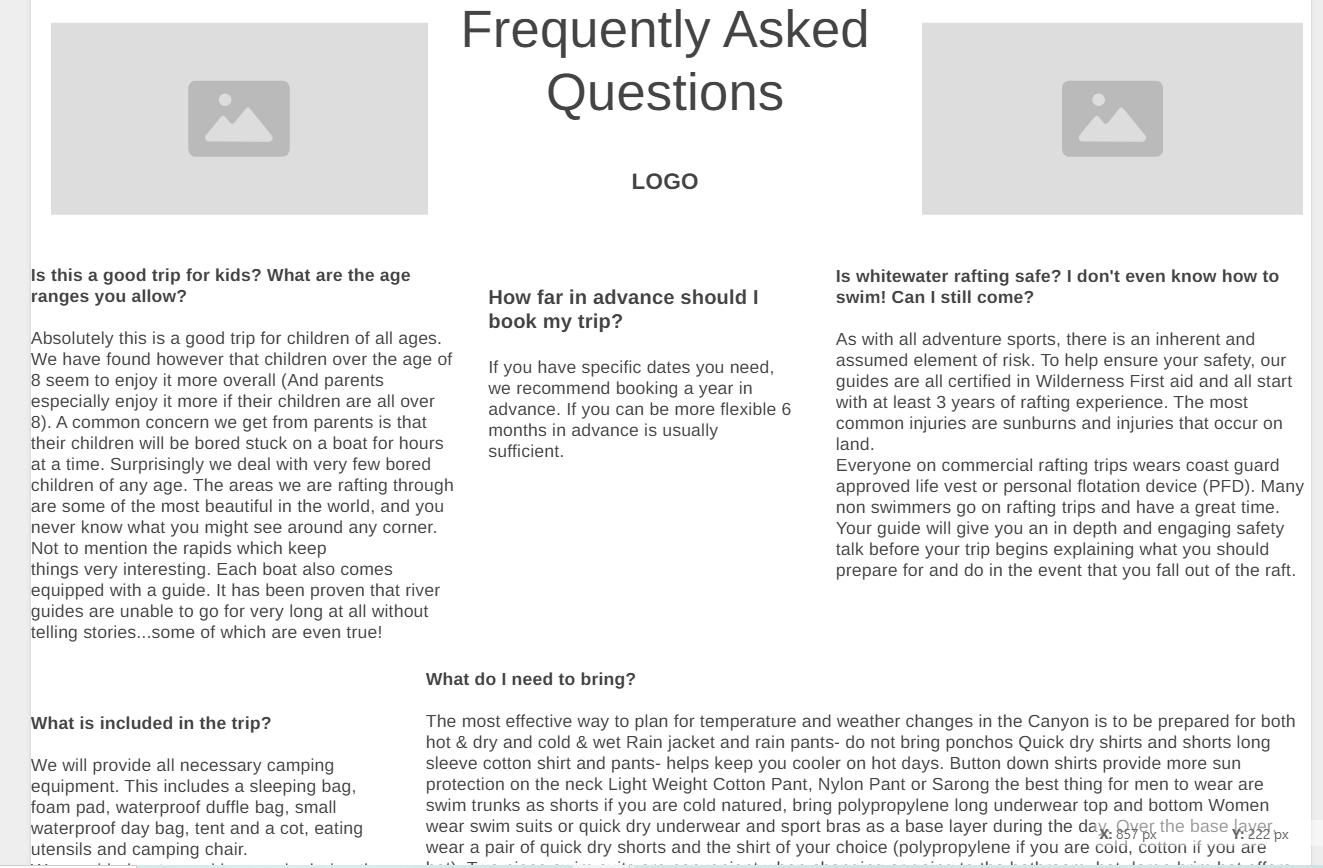 Frequently Asked
Questions
LOGO
Is this a good trip for kids? What are the age
ranges you allow?
Absolutely this is a good trip for children of all ages.
We have found however that children over the age of
8 seem to enjoy it more overall (And parents
especially enjoy it more if their children are all over
8). A common concern we get from parents is that
their children will be bored stuck on a boat for hours
at a time. Surprisingly we deal with very few bored
children of any age. The areas we are rafting through
are some of the most beautiful in the world, and you
never know what you might see around any corner.
Not to mention the rapids which keep
things very interesting. Each boat also comes
equipped with a guide. It has been proven that river
guides are unable to go for very long at all without
telling stories...some of which are even true!
How far in advance should I
book my trip?
If you have specific dates you need,
we recommend booking a year in
advance. If you can be more flexible 6
months in advance is usually
sufficient.
Is whitewater rafting safe? I don't even know how to
swim! Can I still come?
As with all adventure sports, there is an inherent and
assumed element of risk. To help ensure your safety, our
guides are all certified in Wilderness First aid and all start
with at least 3 years of rafting experience. The most
common injuries are sunburns and injuries that occur on
land.
Everyone on commercial rafting trips wears coast guard
approved life vest or personal flotation device (PFD). Many
non swimmers go on rafting trips and have a great time.
Your guide will give you an in depth and engaging safety
talk before your trip begins explaining what you should
prepare for and do in the event that you fall out of the raft.
What is included in the trip?
We will provide all necessary camping
equipment. This includes a sleeping bag,
foam pad, waterproof duffle bag, small
waterproof day bag, tent and a cot, eating
utensils and camping chair.
What do I need to bring?
The most effective way to plan for temperature and weather changes in the Canyon is to be prepared for both
hot & dry and cold & wet Rain jacket and rain pants- do not bring ponchos Quick dry shirts and shorts long
sleeve cotton shirt and pants- helps keep you cooler on hot days. Button down shirts provide more sun
protection on the neck Light Weight Cotton Pant, Nylon Pant or Sarong the best thing for men to wear are
swim trunks as shorts if you are cold natured, bring polypropylene long underwear top and bottom Women
wear swim suits or quick dry underwear and sport bras as a base layer during the day. Over the base layer,
wear a pair of quick dry shorts and the shirt of your choice (polypropylene if you are cold, cotton if you are
X: 857 px Y: 222 px